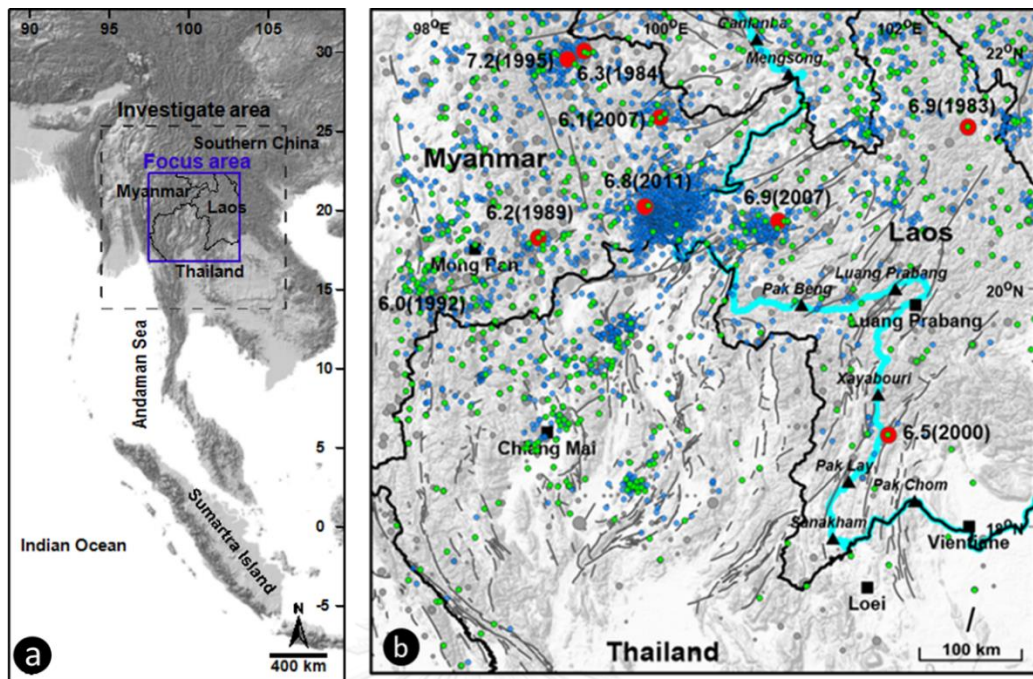 95
100
105
30
Investigate area
25
Southern China
Focus area
Myanmar
Laos
20
Thailand
15
Andaman Sea
10
5
Sumartra Island
0
Indian Ocean
-5
N
400 km
a
98°E
100°E
102°E
Ganlanba
22°N
7.2(1995)
6.3(1984)
Mengsong
6.9(1983)
6.1(2007)
Myanmar
6.8(2011)
6.9(2007)
6.2(1989)
Laos
Mong Pan
Luang Prabang
6.0(1992)
Pak Beng
20°N
Luang Prabang
Xayabouri
6.5(2000)
Chiang Mai
Pak Lay
Pak Chom
Sanakham
18°N
Vientiane
Loei
Thailand
100 km
b